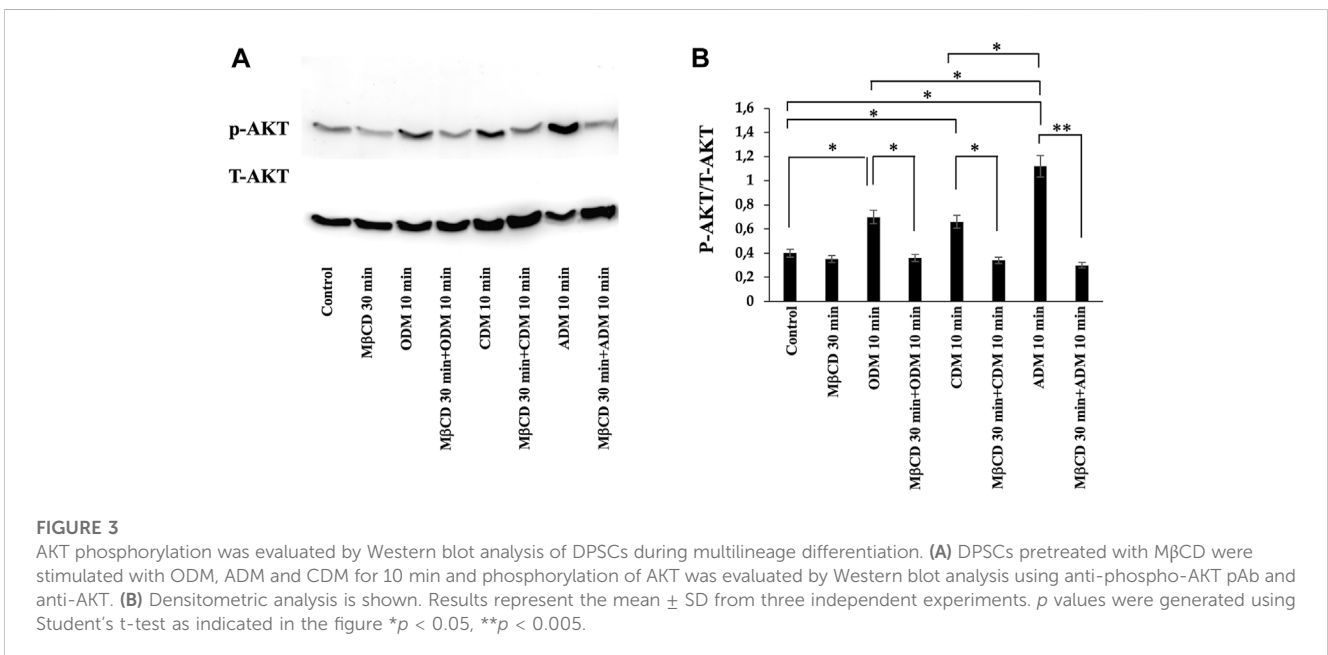 A
p-AKT
T-AKT
Control
MβCD 30 min
ODM 10 min
MβCD 30 min+ODM 10 min
CDM 10 min
MβCD 30 min+CDM 10 min
ADM 10 min
MβCD 30 min+ADM 10 min
B
P-AKT/T-AKT
1,6
1,4
1,2
1
0,8
0,6
0,4
0,2
0
*
*
*
*
*
*
*
**
Control
MβCD 30 min
ODM 10 min
MβCD 30 min+ODM 10 min
CDM 10 min
MβCD 30 min+CDM 10 min
ADM 10 min
MβCD 30 min+ADM 10 min
FIGURE 3
AKT phosphorylation was evaluated by Western blot analysis of DPSCs during multilineage differentiation. (A) DPSCs pretreated with MβCD were
stimulated with ODM, ADM and CDM for 10 min and phosphorylation of AKT was evaluated by Western blot analysis using anti-phospho-AKT pAb and
anti-AKT. (B) Densitometric analysis is shown. Results represent the mean ± SD from three independent experiments. p values were generated using
Student's t-test as indicated in the figure *p < 0.05, **p < 0.005.